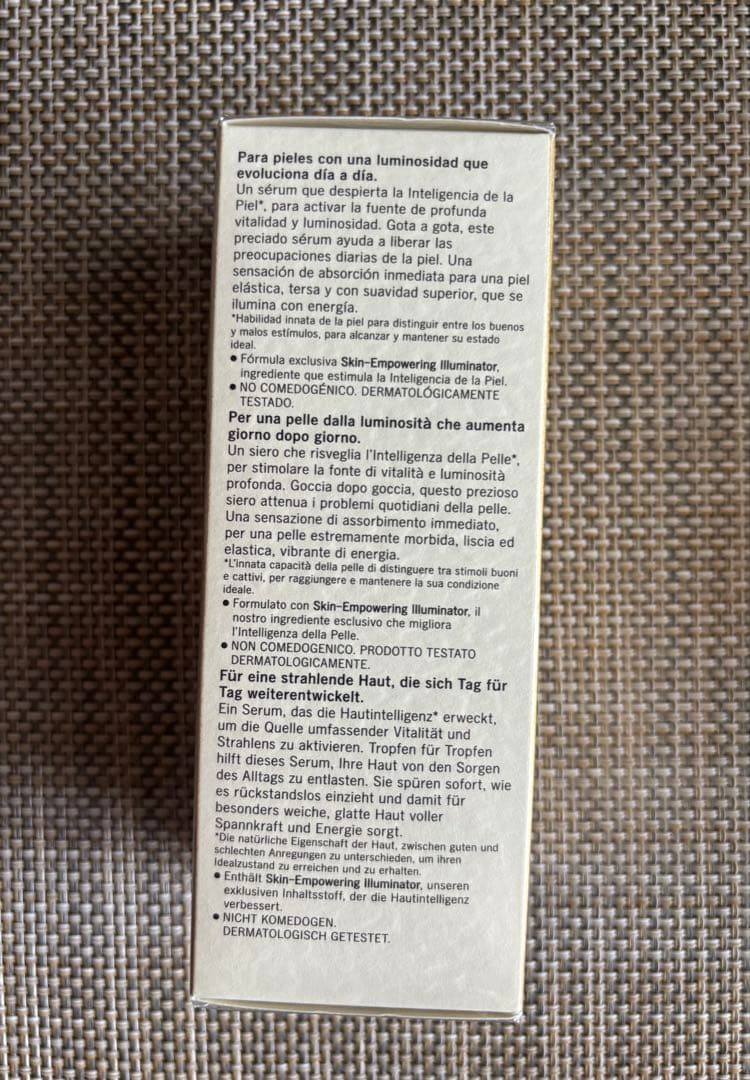 Para pieles con una luminosidad que
evoluciona día a día.
Un sérum que despierta la Inteligencia de la
Piel*, para activar la fuente de profunda
vitalidad y luminosidad. Gota a gota, este
preciado sérum ayuda a liberar las
preocupaciones diarias de la piel. Una
sensación de absorción inmediata para una piel
elástica, tersa y con suavidad superior, que se
ilumina con energía.
*Habilidad innata de la piel para distinguir entre los buenos
y malos estímulos, para alcanzar y mantener su estado
ideal.
● Fórmula exclusiva Skin-Empowering Illuminator,
ingrediente que estimula la Inteligencia de la Piel.
● NO COMEDOGÉNICO. DERMATOLÓGICAMENTE
TESTADO.
Per una pelle dalla luminosità che aumenta
giorno dopo giorno.
Un siero che risveglia l'Intelligenza della Pelle*,
per stimolare la fonte di vitalità e luminosità
profonda. Goccia dopo goccia, questo prezioso
siero attenua i problemi quotidiani della pelle.
Una sensazione di assorbimento immediato,
per una pelle estremamente morbida, liscia ed
elastica, vibrante di energia.
*L'innata capacità della pelle di distinguere tra stimoli buoni
e cattivi, per raggiungere e mantenere la sua condizione
ideale.
● Formulato con Skin-Empowering Illuminator, il
nostro ingrediente esclusivo che migliora
l'Intelligenza della Pelle.
● NON COMEDOGENICO. PRODOTTO TESTATO
DERMATOLOGICAMENTE.
Für eine strahlende Haut, die sich Tag für
Tag weiterentwickelt.
Ein Serum, das die Hautintelligenz* erweckt,
um die Quelle umfassender Vitalität und
Strahlens zu aktivieren. Tropfen für Tropfen
hilft dieses Serum, Ihre Haut von den Sorgen
des Alltags zu entlasten. Sie spüren sofort, wie
es rückstandslos einzieht und damit für
besonders weiche, glatte Haut voller
Spannkraft und Energie sorgt.
*Die natürliche Eigenschaft der Haut, zwischen guten und
schlechten Anregungen zu unterschieden, um ihren
Idealzustand zu erreichen und zu erhalten.
● Enthält Skin-Empowering Illuminator, unseren
exklusiven Inhaltsstoff, der die Hautintelligenz
verbessert.
● NICHT KOMEDOGEN.
DERMATOLOGISCH GETESTET.